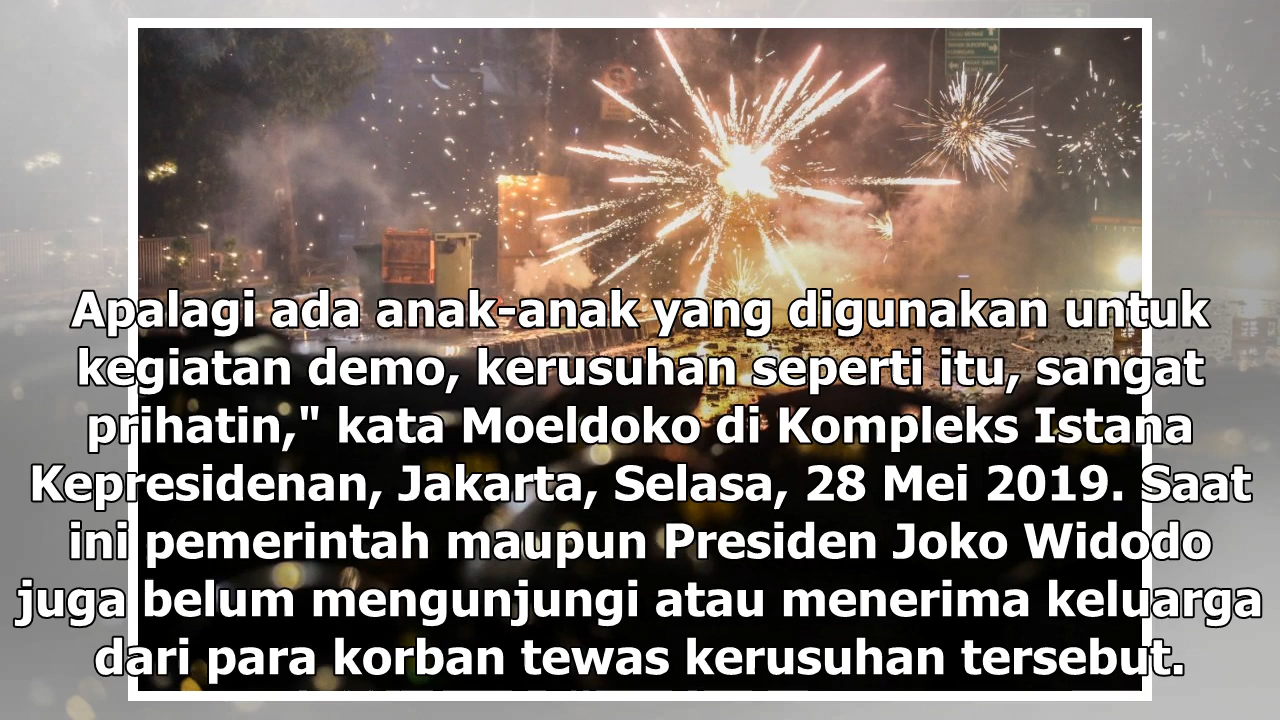 Apalagi ada anak-anak yang digunakan untuk
kegiatan demo, kerusuhan seperti itu, sangat
prihatin," kata Moeldoko di Kompleks Istana
Kepresidenan, Jakarta, Selasa, 28 Mei 2019. Saat
ini pemerintah maupun Presiden Joko Widodo
juga belum mengunjungi atau menerima keluarga
dari para korban tewas kerusuhan tersebut.